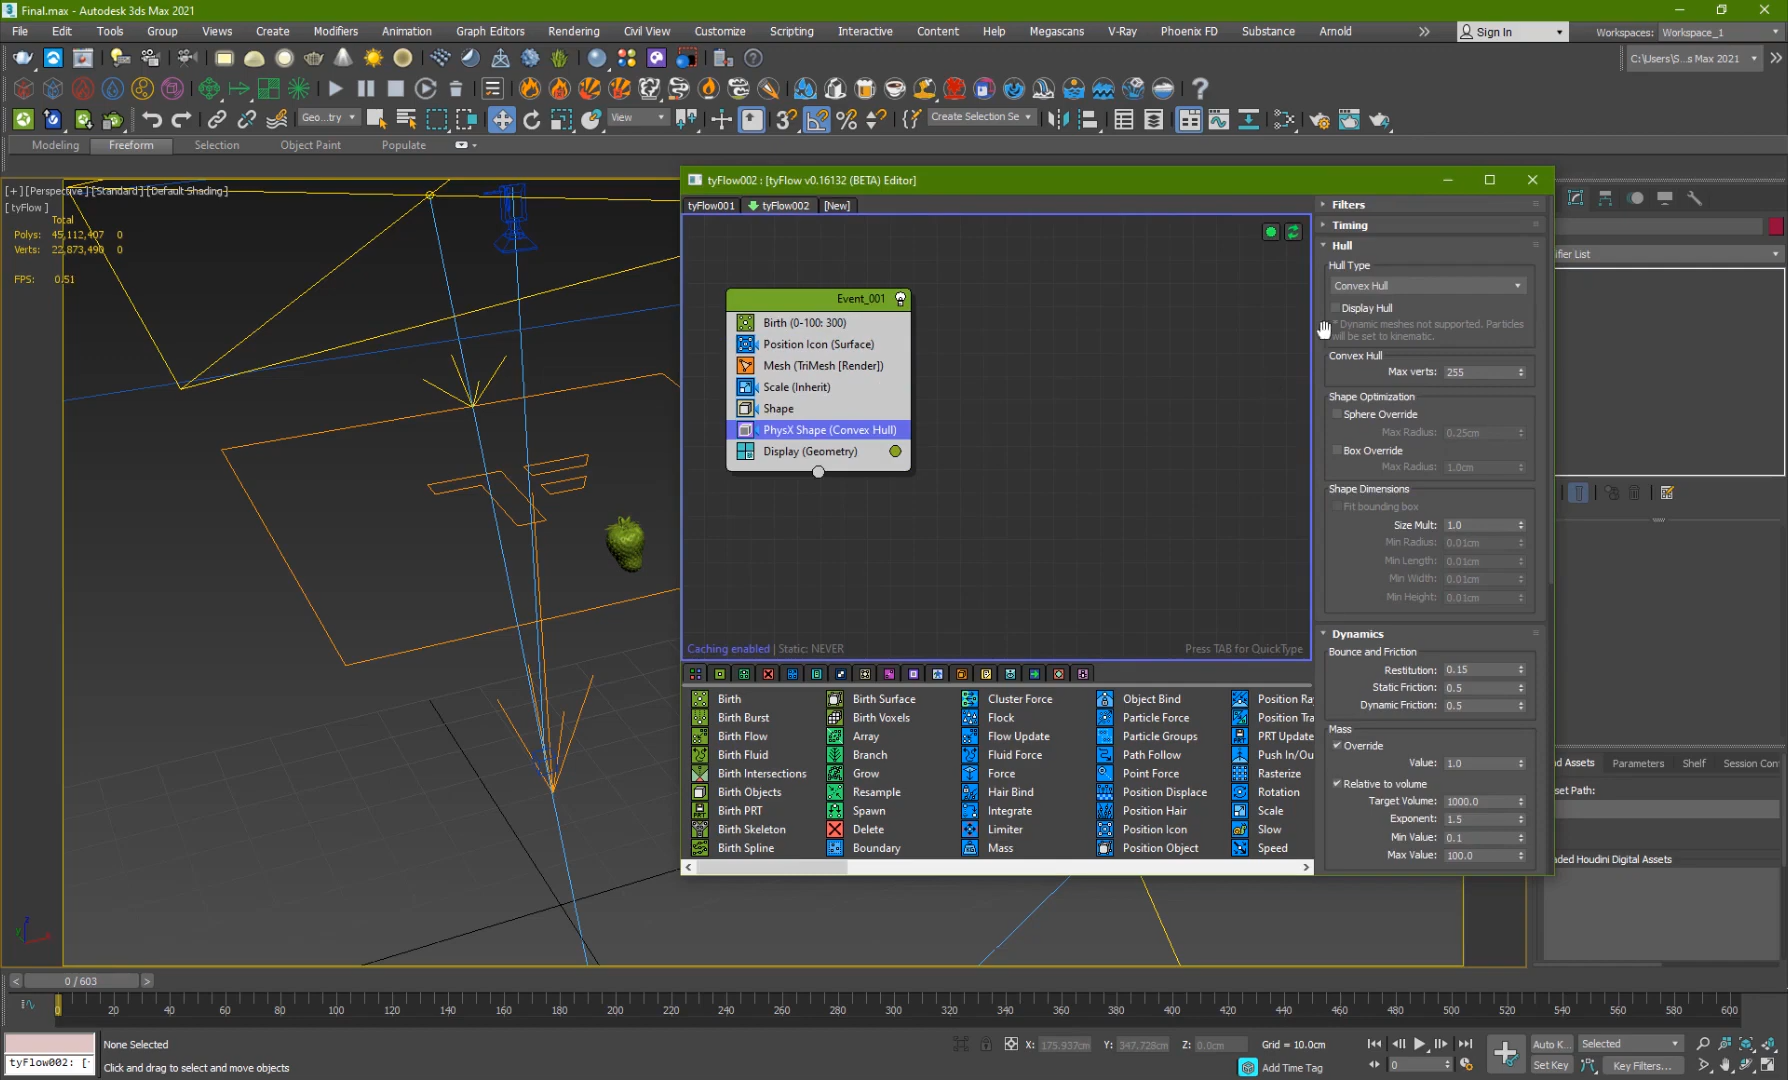 Final.max - Autodesk 3ds Max 2021
File Edit Tools Group Views Create Modifiers Animation Graph Editors Rendering Civil View Customize Scripting Interactive Content Help Megascans V-Ray Phoenix FD Substance Arnold
Sign In
Workspaces: Workspace_1
C:\Users\S...s Max 2021
Geo...try
View
Create Selection Se
Modeling Freeform Selection Object Paint Populate
[+] [Perspective] [Standard] [Default Shading]
[ tyFlow ]
Total
Polys: 45,112,407 0
Verts: 22,873,490 0
FPS: 0.51
tyFlow002 : [tyFlow v0.16132 (BETA) Editor]
tyFlow001 tyFlow002 [New]
Event_001
Birth (0-100: 300)
Position Icon (Surface)
Mesh (TriMesh [Render])
Scale (Inherit)
Shape
PhysX Shape (Convex Hull)
Display (Geometry)
Caching enabled | Static: NEVER
Press TAB for QuickType
Birth Birth Surface Cluster Force Object Bind Position Ra
Birth Burst Birth Voxels Flock Particle Force Position Tra
Birth Flow Array Flow Update Particle Groups PRT Update
Birth Fluid Branch Fluid Force Path Follow Push In/Ou
Birth Intersections Grow Force Point Force Rasterize
Birth Objects Resample Hair Bind Position Displace Rotation
Birth PRT Spawn Integrate Position Hair Scale
Birth Skeleton Delete Limiter Position Icon Slow
Birth Spline Boundary Mass Position Object Speed
Filters
Timing
Hull
Hull Type
Convex Hull
Display Hull
* Dynamic meshes not supported. Particles
will be set to kinematic.
Convex Hull
Max verts: 255
Shape Optimization
Sphere Override
Max Radius: 0.25cm
Box Override
Max Radius: 1.0cm
Shape Dimensions
Fit bounding box
Size Mult: 1.0
Min Radius: 0.01cm
Min Length: 0.01cm
Min Width: 0.01cm
Min Height: 0.01cm
Dynamics
Bounce and Friction
Restitution: 0.15
Static Friction: 0.5
Dynamic Friction: 0.5
Mass
Override
Value: 1.0
Relative to volume
Target Volume: 1000.0
Exponent: 1.5
Min Value: 0.1
Max Value: 100.0
ifier List
d Assets Parameters Shelf Session Con
set Path:
ded Houdini Digital Assets
z
y
x
< 0 / 603 >
0 20 40 60 80 100 120 140 160 180 200 220 240 260 280 300 320 340 360 380 400 420 440 460 480 500 520 540 560 580 600
tyFlow002: [
None Selected
Click and drag to select and move objects
X: 175.937cm Y: 347.728cm Z: 0.0cm Grid = 10.0cm
Add Time Tag
0
Auto K... Selected
Set Key Key Filters...